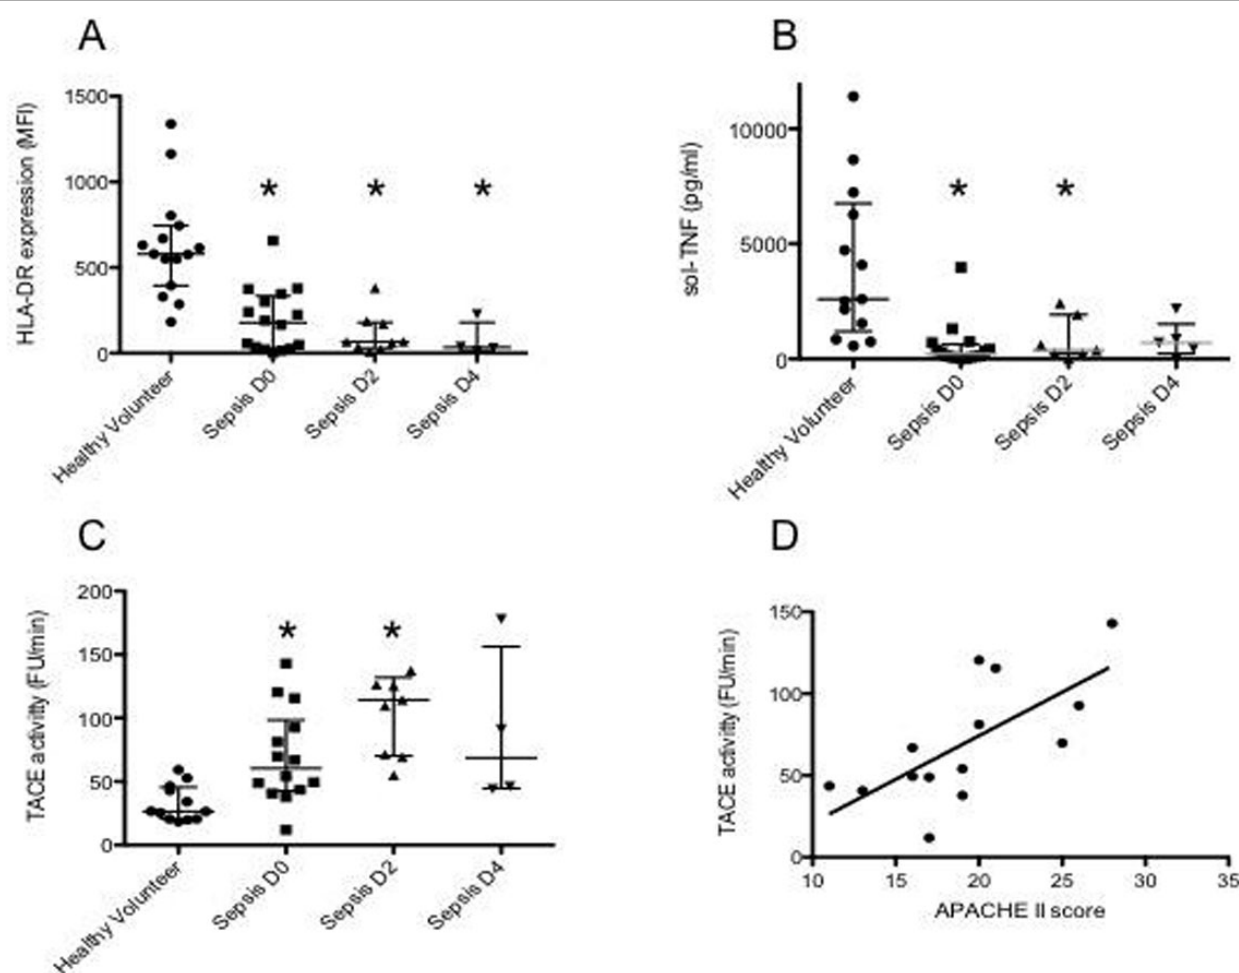 A
HLA-DR expression (MFI)
1500
1000
500
0
* * *
Healthy Volunteer
Sepsis D0
Sepsis D2
Sepsis D4
B
sol-TNF (pg/ml)
10000
5000
0
* *
Healthy Volunteer
Sepsis D0
Sepsis D2
Sepsis D4
C
TACE activitty (FU/min)
200
150
100
50
0
* *
Healthy Volunteer
Sepsis D0
Sepsis D2
Sepsis D4
D
TACE activitty (FU/min)
150
100
50
0
10 15 20 25 30 35
APACHE II score